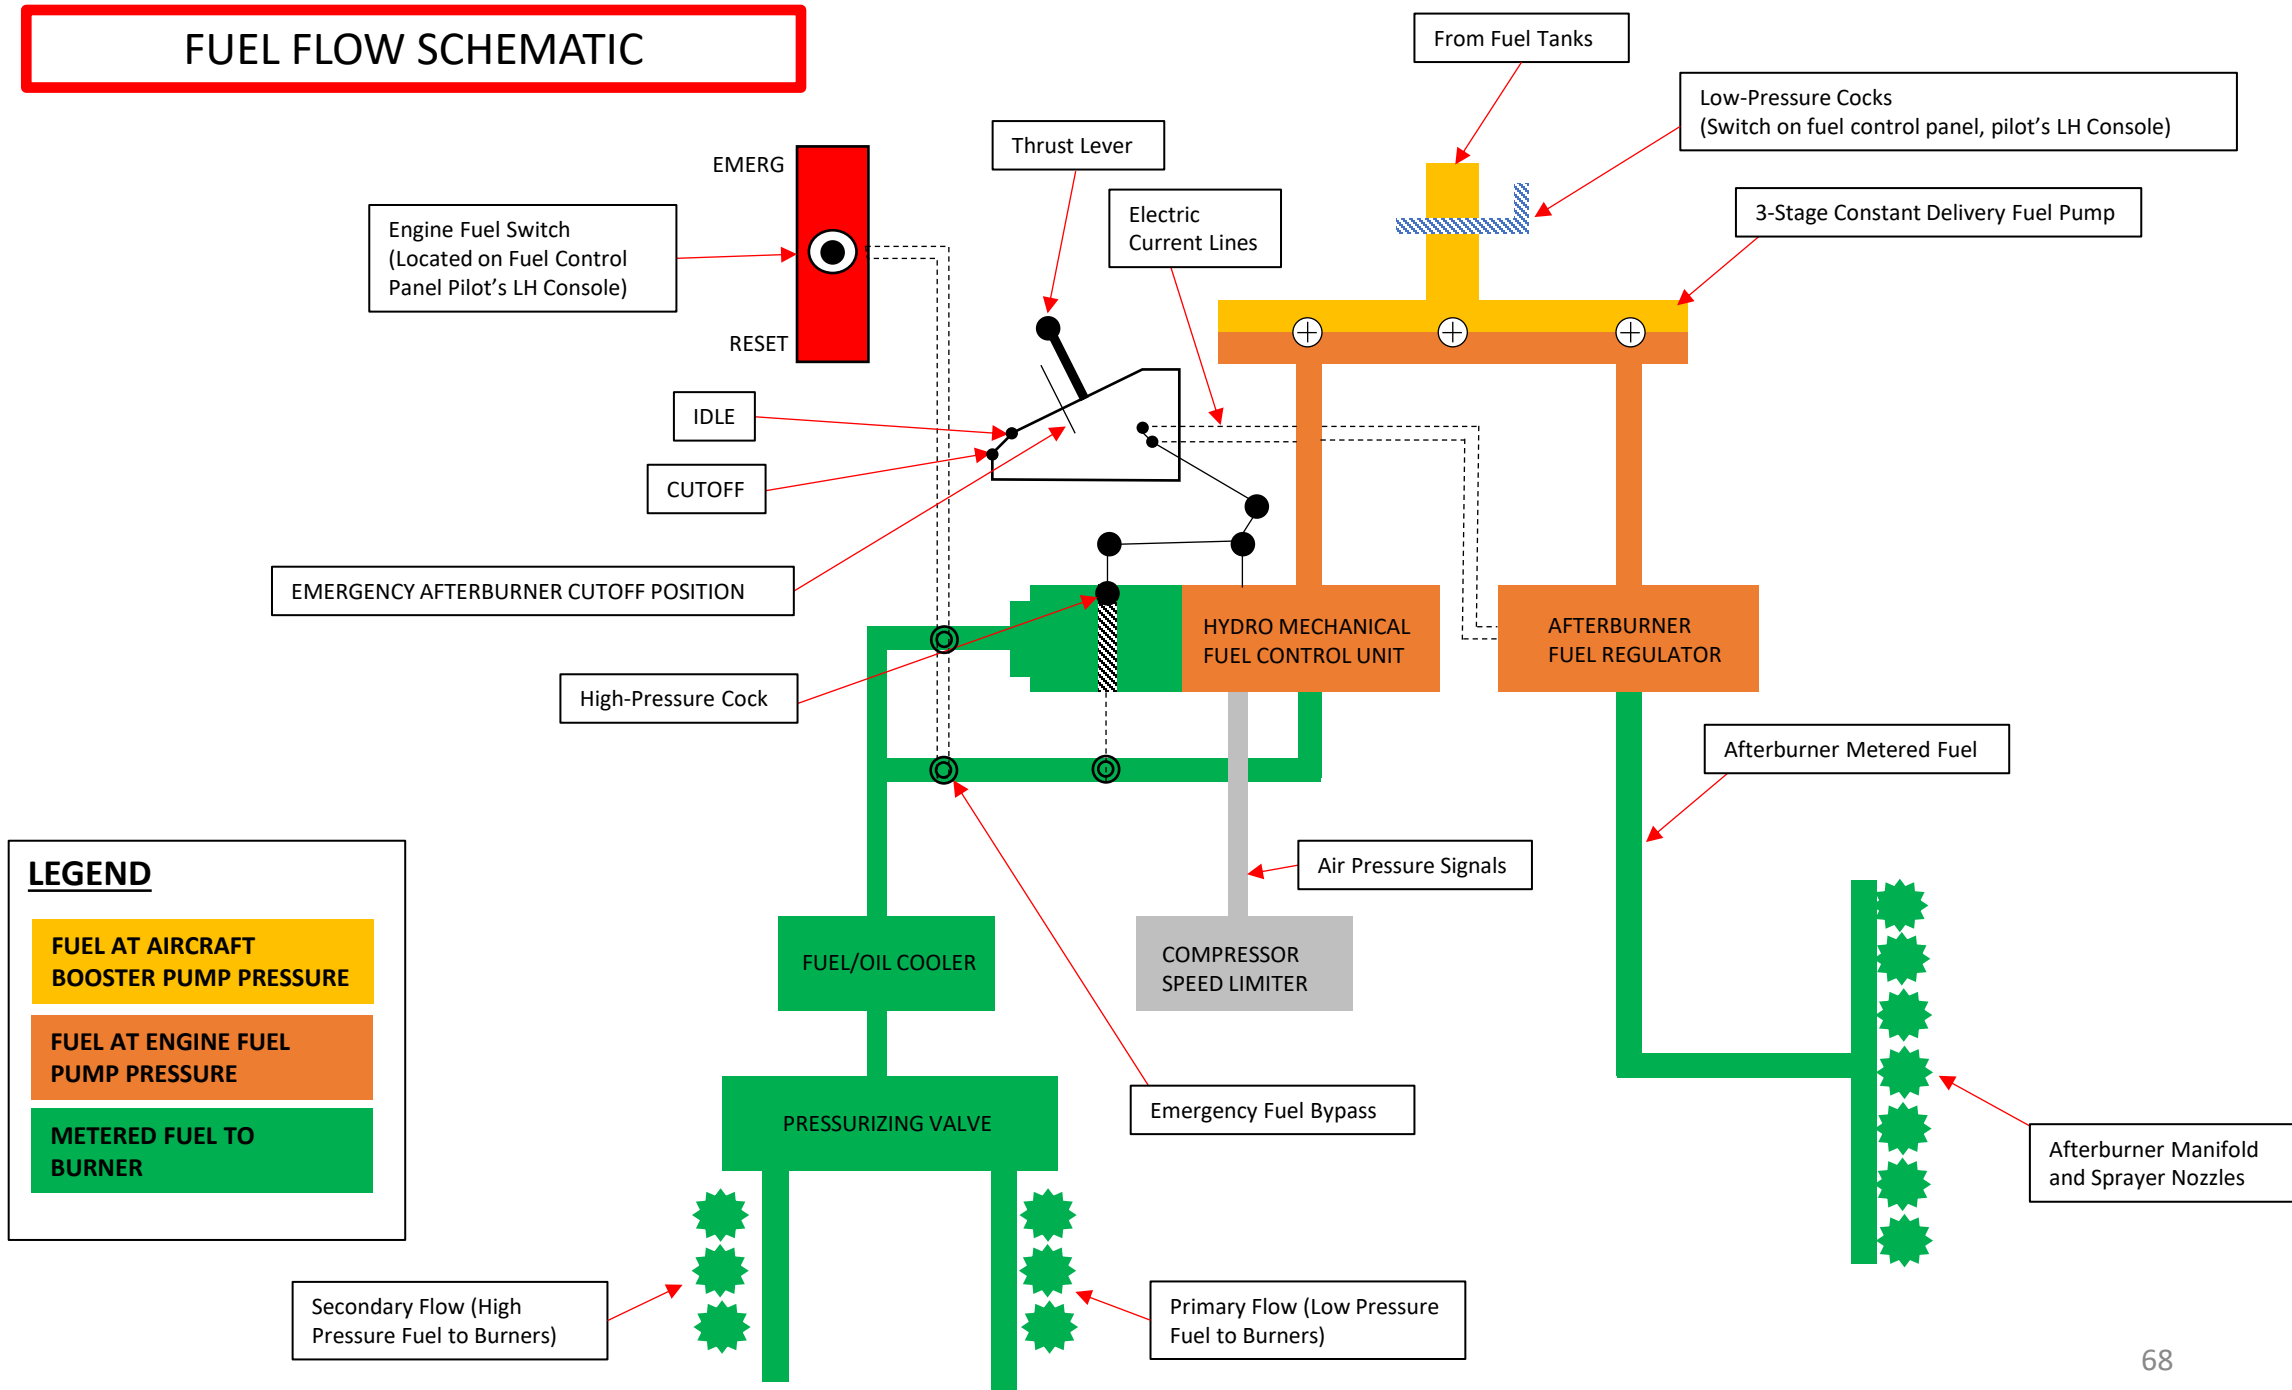 FUEL FLOW SCHEMATIC
From Fuel Tanks
Low-Pressure Cocks
(Switch on fuel control panel, pilot’s LH Console)
Thrust Lever
EMERG
Engine Fuel Switch
(Located on Fuel Control
Panel Pilot’s LH Console)
Electric
Current Lines
3-Stage Constant Delivery Fuel Pump
RESET
IDLE
CUTOFF
EMERGENCY AFTERBURNER CUTOFF POSITION
HYDRO MECHANICAL
FUEL CONTROL UNIT
AFTERBURNER
FUEL REGULATOR
High-Pressure Cock
Afterburner Metered Fuel
Air Pressure Signals
LEGEND
FUEL AT AIRCRAFT
BOOSTER PUMP PRESSURE
FUEL AT ENGINE FUEL
PUMP PRESSURE
METERED FUEL TO
BURNER
FUEL/OIL COOLER
COMPRESSOR
SPEED LIMITER
PRESSURIZING VALVE
Emergency Fuel Bypass
Afterburner Manifold
and Sprayer Nozzles
Secondary Flow (High
Pressure Fuel to Burners)
Primary Flow (Low Pressure
Fuel to Burners)
68